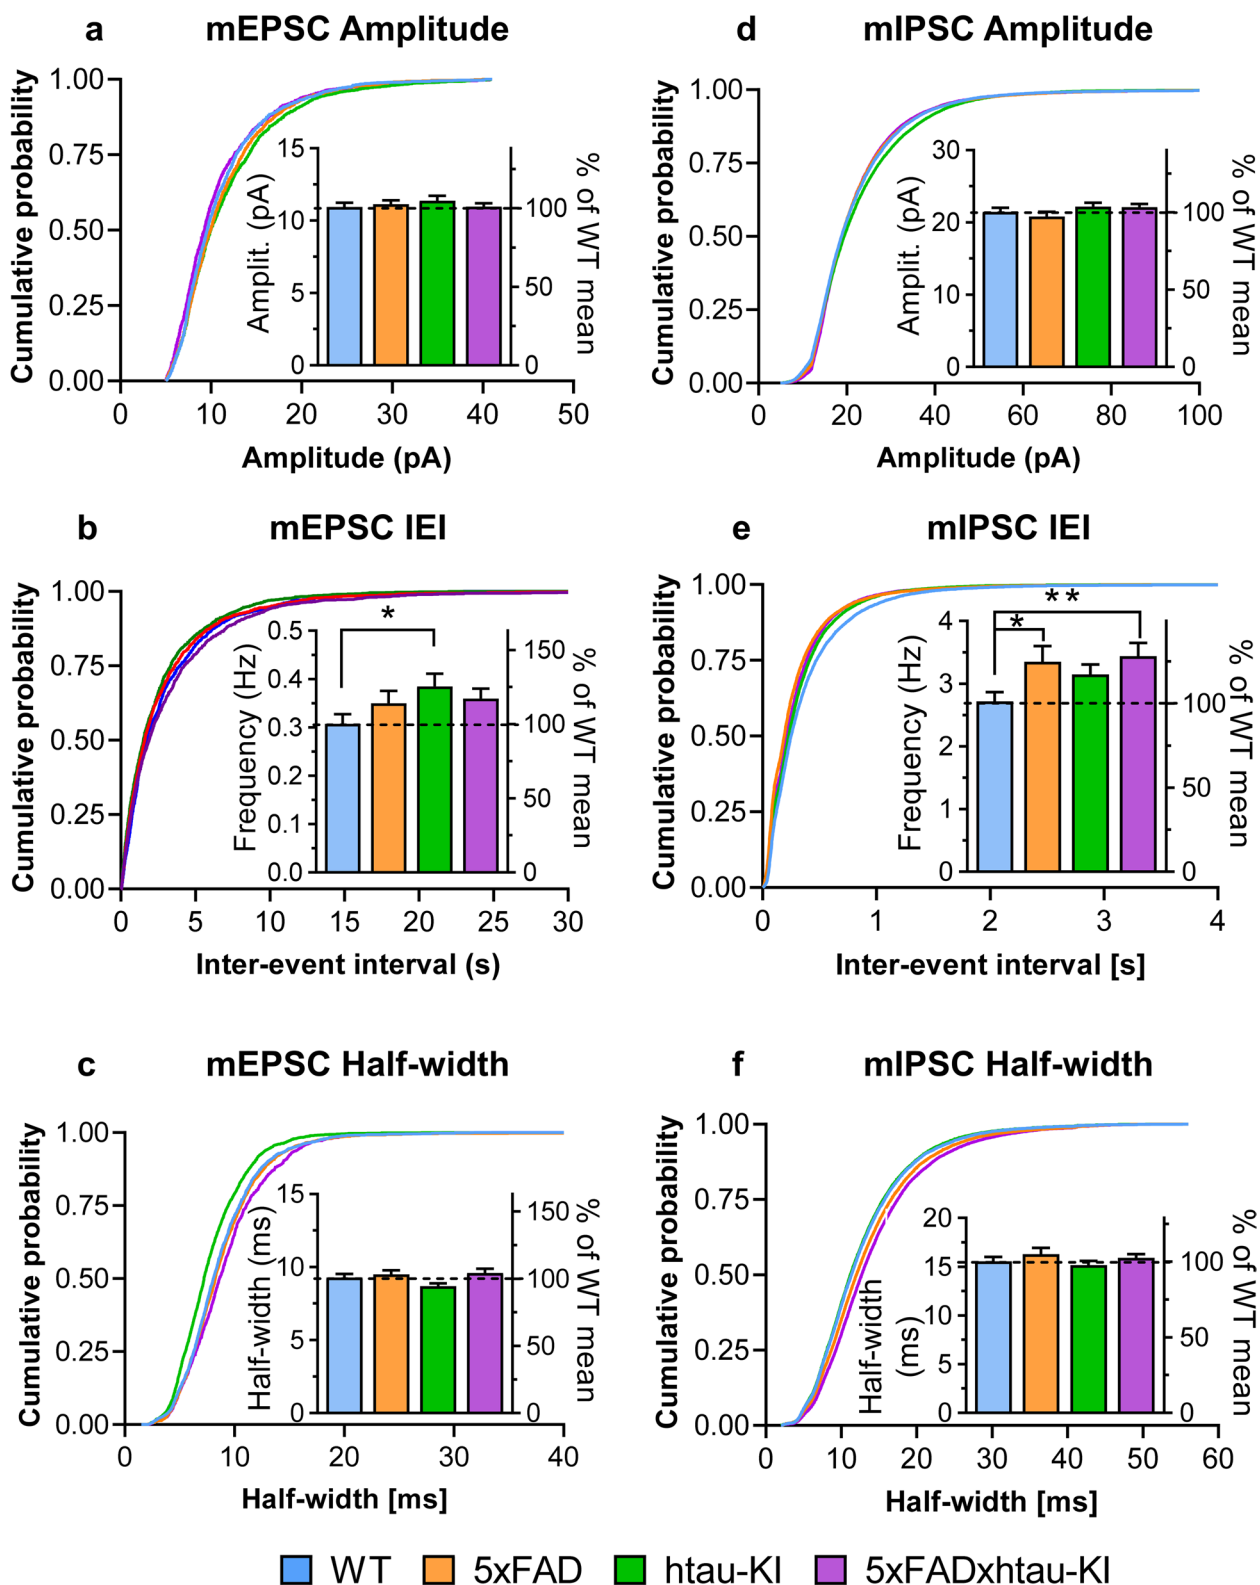 a
mEPSC Amplitude
Cumulative probability
1.00
0.75
0.50
0.25
0.00
0
10
20
30
40
50
Amplitude (pA)
Amplit. (pA)
15
10
5
0
100
50
0
% of WT mean
d
mIPSC Amplitude
Cumulative probability
1.00
0.75
0.50
0.25
0.00
0
20
40
60
80
100
Amplitude (pA)
Amplit. (pA)
30
20
10
0
100
50
0
% of WT mean
b
mEPSC IEI
Cumulative probability
1.00
0.75
0.50
0.25
0.00
0
5
10
15
20
25
30
Inter-event interval (s)
Frequency (Hz)
0.5
0.4
0.3
0.2
0.1
0.0
*
150
100
50
0
% of WT mean
e
mIPSC IEI
Cumulative probability
1.00
0.75
0.50
0.25
0.00
0
1
2
3
4
Inter-event interval [s]
Frequency (Hz)
4
3
2
1
0
**
*
100
50
0
% of WT mean
c
mEPSC Half-width
Cumulative probability
1.00
0.75
0.50
0.25
0.00
0
10
20
30
40
Half-width [ms]
Half-width (ms)
15
10
5
0
150
100
50
0
% of WT mean
f
mIPSC Half-width
Cumulative probability
1.00
0.75
0.50
0.25
0.00
0
10
20
30
40
50
60
Half-width [ms]
Half-width
(ms)
20
15
10
5
0
100
50
0
% of WT mean
WT
5xFAD
htau-KI
5xFADxhtau-KI